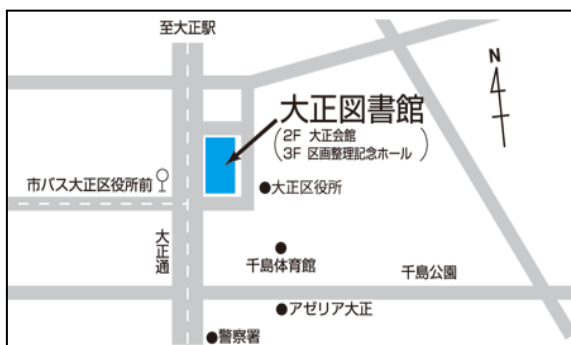 至大正駅
N
大正図書館
(2F 大正会館
3F 区画整理記念ホール)
市バス大正区役所前
●大正区役所
大正通
千島体育館
千島公園
●アゼリア大正
●警察署